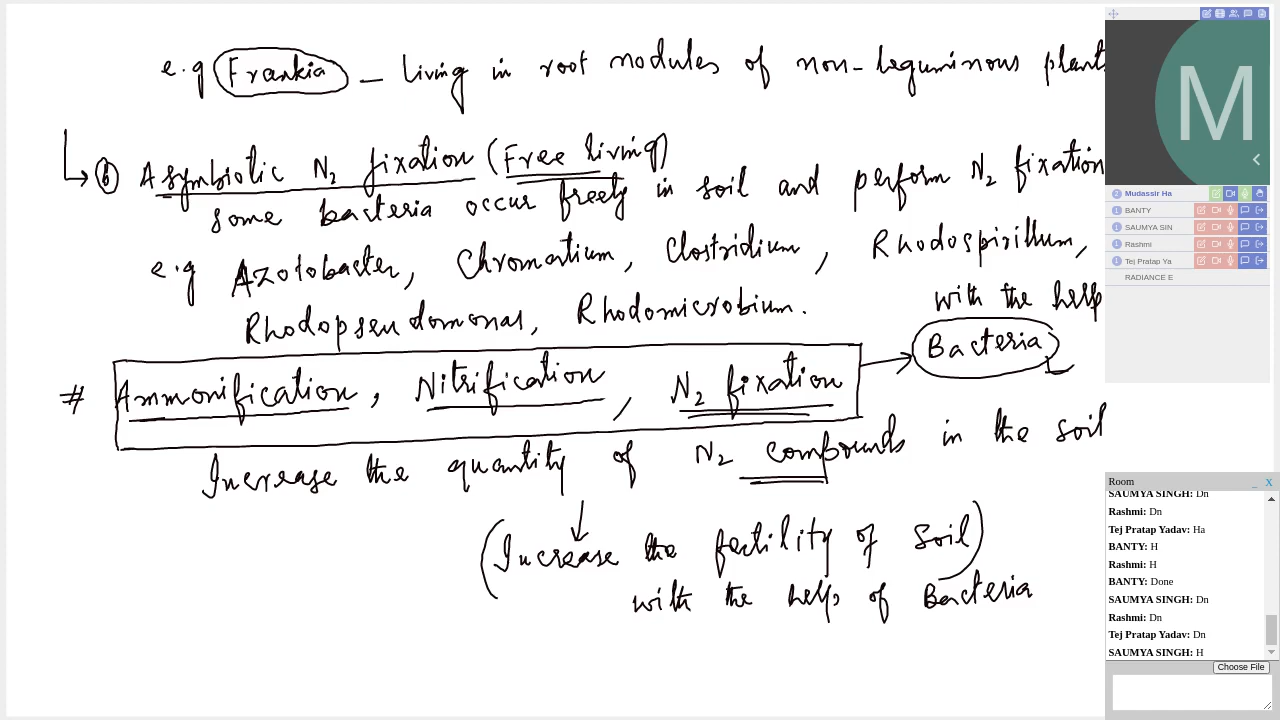 e.g Frankia – living in root nodules of non-leguminous plants
(b) Asymbiotic N2 fixation (Free living)
some bacteria occur freely in soil and perform N2 fixation
e.g Azotobacter, Chromatium, Clostridium, Rhodospirillum,
Rhodopseudomonas, Rhodomicrobium.
with the help
Bacteria
# Ammonification, Nitrification, N2 fixation
Increase the quantity of N2 compounds in the soil
(Increase the fertility of soil)
with the help of Bacteria
M
Mudassir Ha
BANTY
SAUMYA SIN
Rashmi
Tej Pratap Ya
RADIANCE E
Room _ X
SAUMYA SINGH: Dn
Rashmi: Dn
Tej Pratap Yadav: Ha
BANTY: H
Rashmi: H
BANTY: Done
SAUMYA SINGH: Dn
Rashmi: Dn
Tej Pratap Yadav: Dn
SAUMYA SINGH: H
Choose File